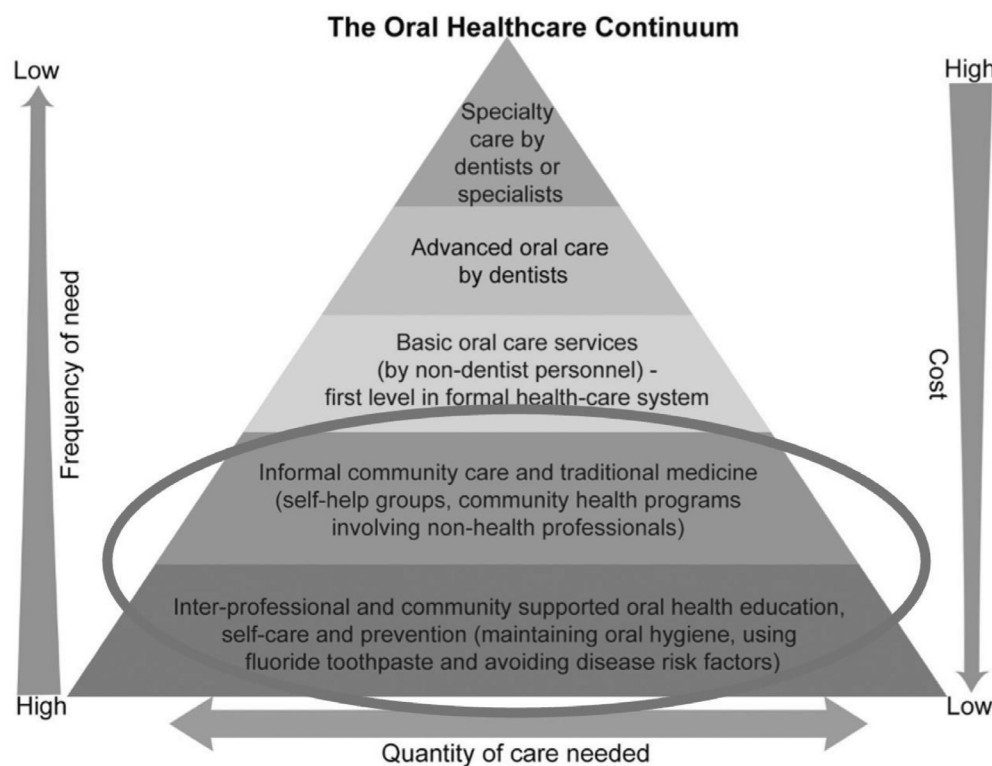 The Oral Healthcare Continuum
Low
High
Specialty
care by
dentists or
specialists
Advanced oral care
by dentists
Frequency of need
Basic oral care services
(by non-dentist personnel) -
first level in formal health-care system
Cost
Informal community care and traditional medicine
(self-help groups, community health programs
involving non-health professionals)
Inter-professional and community supported oral health education,
self-care and prevention (maintaining oral hygiene, using
fluoride toothpaste and avoiding disease risk factors)
High
Low
Quantity of care needed